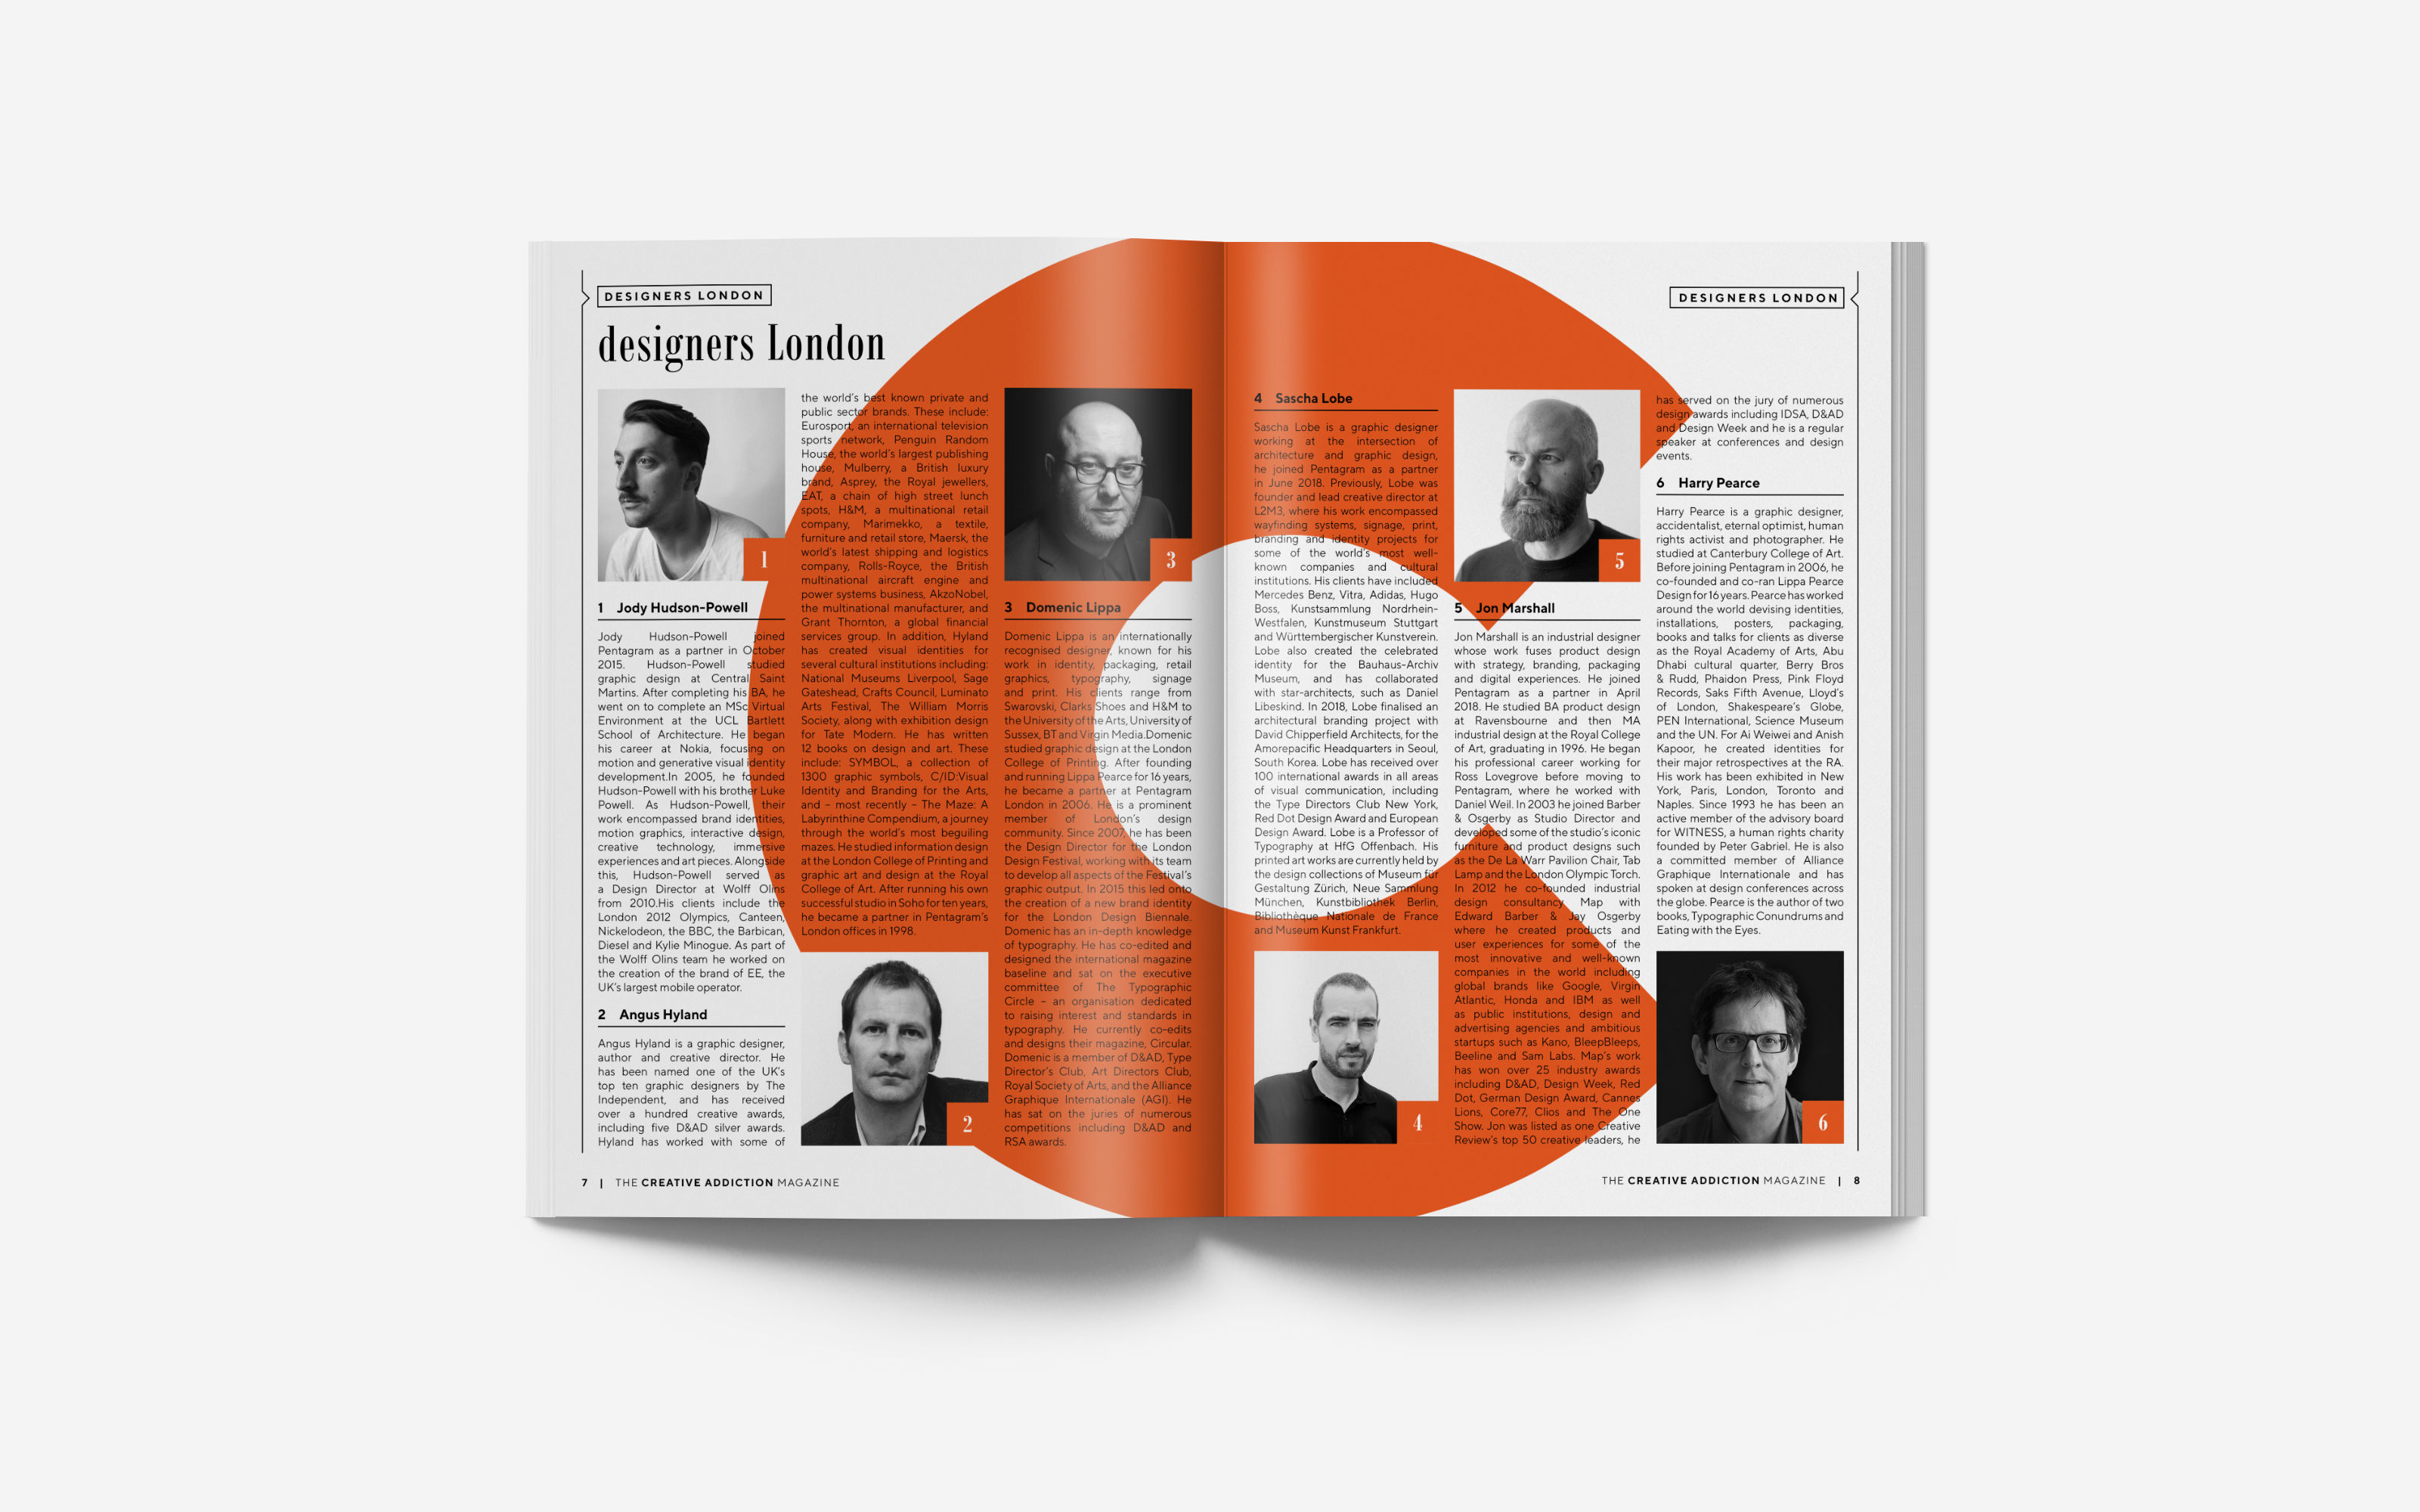 DESIGNERS LONDON
designers London
1
1 Jody Hudson-Powell
Jody Hudson-Powell joined
Pentagram as a partner in October
2015. Hudson-Powell studied
graphic design at Central Saint
Martins. After completing his BA, he
went on to complete an MSc Virtual
Environment at the UCL Bartlett
School of Architecture. He began
his career at Nokia, focusing on
motion and generative visual identity
development.In 2005, he founded
Hudson-Powell with his brother Luke
Powell. As Hudson-Powell, their
work encompassed brand identities,
motion graphics, interactive design,
creative technology, immersive
experiences and art pieces. Alongside
this, Hudson-Powell served as
a Design Director at Wolff Olins
from 2010.His clients include the
London 2012 Olympics, Canteen,
Nickelodeon, the BBC, the Barbican,
Diesel and Kylie Minogue. As part of
the Wolff Olins team he worked on
the creation of the brand of EE, the
UK's largest mobile operator.
2 Angus Hyland
Angus Hyland is a graphic designer,
author and creative director. He
has been named one of the UK's
top ten graphic designers by The
Independent, and has received
over a hundred creative awards,
including five D&AD silver awards.
Hyland has worked with some of
the world's best known private and
public sector brands. These include:
Eurosport, an international television
sports network, Penguin Random
House, the world's largest publishing
house, Mulberry, a British luxury
brand, Asprey, the Royal jewellers,
EAT, a chain of high street lunch
spots, H&M, a multinational retail
company, Marimekko, a textile,
furniture and retail store, Maersk, the
world's latest shipping and logistics
company, Rolls-Royce, the British
multinational aircraft engine and
power systems business, AkzoNobel,
the multinational manufacturer, and
Grant Thornton, a global financial
services group. In addition, Hyland
has created visual identities for
several cultural institutions including:
National Museums Liverpool, Sage
Gateshead, Crafts Council, Luminato
Arts Festival, The William Morris
Society, along with exhibition design
for Tate Modern. He has written
12 books on design and art. These
include: SYMBOL, a collection of
1300 graphic symbols, C/ID:Visual
Identity and Branding for the Arts,
and – most recently – The Maze: A
Labyrinthine Compendium, a journey
through the world's most beguiling
mazes. He studied information design
at the London College of Printing and
graphic art and design at the Royal
College of Art. After running his own
successful studio in Soho for ten years,
he became a partner in Pentagram's
London offices in 1998.
2
3
3 Domenic Lippa
Domenic Lippa is an internationally
recognised designer, known for his
work in identity, packaging, retail
graphics, typography, signage
and print. His clients range from
Swarovski, Clarks Shoes and H&M to
the University of the Arts, University of
Sussex, BT and Virgin Media.Domenic
studied graphic design at the London
College of Printing. After founding
and running Lippa Pearce for 16 years,
he became a partner at Pentagram
London in 2006. He is a prominent
member of London's design
community. Since 2007, he has been
the Design Director for the London
Design Festival, working with its team
to develop all aspects of the Festival's
graphic output. In 2015 this led onto
the creation of a new brand identity
for the London Design Biennale.
Domenic has an in-depth knowledge
of typography. He has co-edited and
designed the international magazine
baseline and sat on the executive
committee of The Typographic
Circle – an organisation dedicated
to raising interest and standards in
typography. He currently co-edits
and designs their magazine, Circular.
Domenic is a member of D&AD, Type
Director's Club, Art Directors Club,
Royal Society of Arts, and the Alliance
Graphique Internationale (AGI). He
has sat on the juries of numerous
competitions including D&AD and
RSA awards.
7 | THE CREATIVE ADDICTION MAGAZINE
DESIGNERS LONDON
4 Sascha Lobe
Sascha Lobe is a graphic designer
working at the intersection of
architecture and graphic design,
he joined Pentagram as a partner
in June 2018. Previously, Lobe was
founder and lead creative director at
L2M3, where his work encompassed
wayfinding systems, signage, print,
branding and identity projects for
some of the world's most well-
known companies and cultural
institutions. His clients have included
Mercedes Benz, Vitra, Adidas, Hugo
Boss, Kunstsammlung Nordrhein-
Westfalen, Kunstmuseum Stuttgart
and Württembergischer Kunstverein.
Lobe also created the celebrated
identity for the Bauhaus-Archiv
Museum, and has collaborated
with star-architects, such as Daniel
Libeskind. In 2018, Lobe finalised an
architectural branding project with
David Chipperfield Architects, for the
Amorepacific Headquarters in Seoul,
South Korea. Lobe has received over
100 international awards in all areas
of visual communication, including
the Type Directors Club New York,
Red Dot Design Award and European
Design Award. Lobe is a Professor of
Typography at HfG Offenbach. His
printed art works are currently held by
the design collections of Museum für
Gestaltung Zürich, Neue Sammlung
München, Kunstbibliothek Berlin,
Bibliothèque Nationale de France
and Museum Kunst Frankfurt.
4
5
5 Jon Marshall
Jon Marshall is an industrial designer
whose work fuses product design
with strategy, branding, packaging
and digital experiences. He joined
Pentagram as a partner in April
2018. He studied BA product design
at Ravensbourne and then MA
industrial design at the Royal College
of Art, graduating in 1996. He began
his professional career working for
Ross Lovegrove before moving to
Pentagram, where he worked with
Daniel Weil. In 2003 he joined Barber
& Osgerby as Studio Director and
developed some of the studio's iconic
furniture and product designs such
as the De La Warr Pavilion Chair, Tab
Lamp and the London Olympic Torch.
In 2012 he co-founded industrial
design consultancy Map with
Edward Barber & Jay Osgerby
where he created products and
user experiences for some of the
most innovative and well-known
companies in the world including
global brands like Google, Virgin
Atlantic, Honda and IBM as well
as public institutions, design and
advertising agencies and ambitious
startups such as Kano, BleepBleeps,
Beeline and Sam Labs. Map's work
has won over 25 industry awards
including D&AD, Design Week, Red
Dot, German Design Award, Cannes
Lions, Core77, Clios and The One
Show. Jon was listed as one Creative
Review's top 50 creative leaders, he
has served on the jury of numerous
design awards including IDSA, D&AD
and Design Week and he is a regular
speaker at conferences and design
events.
6 Harry Pearce
Harry Pearce is a graphic designer,
accidentalist, eternal optimist, human
rights activist and photographer. He
studied at Canterbury College of Art.
Before joining Pentagram in 2006, he
co-founded and co-ran Lippa Pearce
Design for 16 years. Pearce has worked
around the world devising identities,
installations, posters, packaging,
books and talks for clients as diverse
as the Royal Academy of Arts, Abu
Dhabi cultural quarter, Berry Bros
& Rudd, Phaidon Press, Pink Floyd
Records, Saks Fifth Avenue, Lloyd's
of London, Shakespeare's Globe,
PEN International, Science Museum
and the UN. For Ai Weiwei and Anish
Kapoor, he created identities for
their major retrospectives at the RA.
His work has been exhibited in New
York, Paris, London, Toronto and
Naples. Since 1993 he has been an
active member of the advisory board
for WITNESS, a human rights charity
founded by Peter Gabriel. He is also
a committed member of Alliance
Graphique Internationale and has
spoken at design conferences across
the globe. Pearce is the author of two
books, Typographic Conundrums and
Eating with the Eyes.
6
THE CREATIVE ADDICTION MAGAZINE | 8